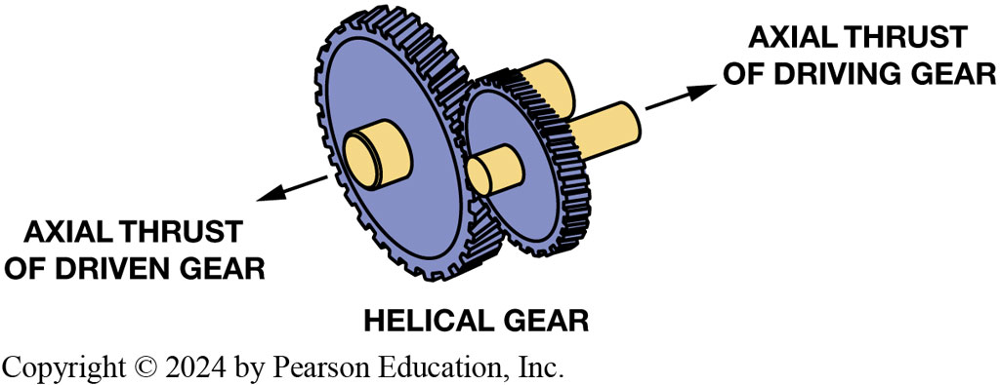 AXIAL THRUST
OF DRIVING GEAR
AXIAL THRUST
OF DRIVEN GEAR
HELICAL GEAR
Copyright © 2024 by Pearson Education, Inc.